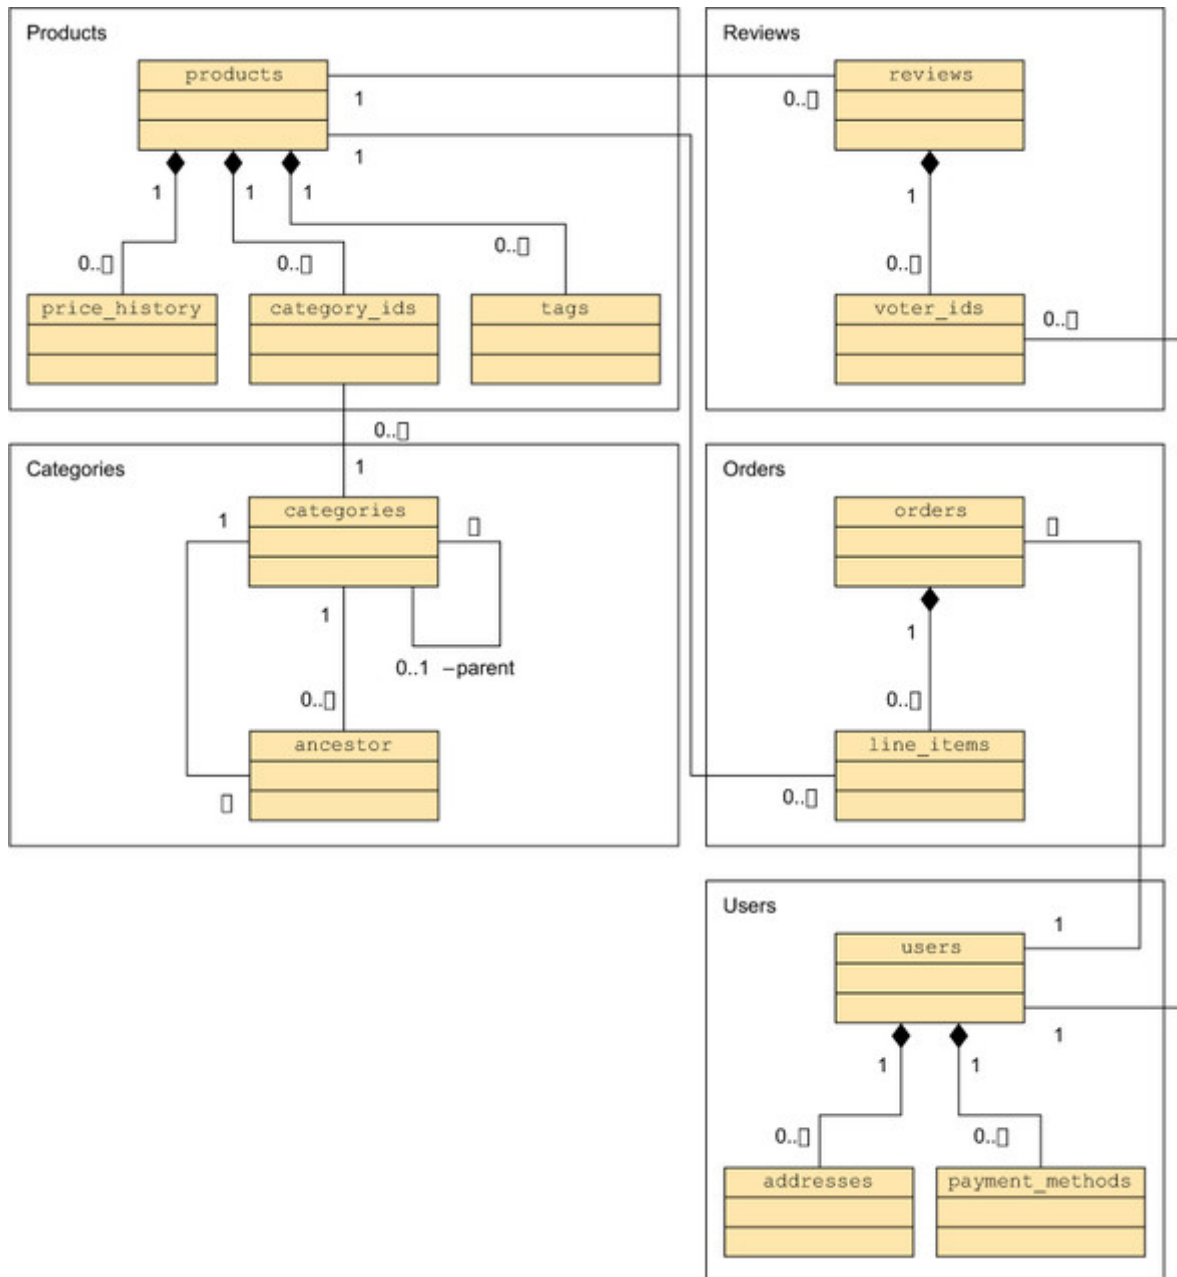 Products
products
1
0..▯
1
1
1
1
0..▯
0..▯
0..▯
price_history
category_ids
tags
Reviews
reviews
1
0..▯
voter_ids
0..▯
0..▯
1
Categories
categories
1
▯
1
0..1 –parent
0..▯
ancestor
▯
Orders
orders
▯
1
0..▯
line_items
0..▯
Users
users
1
1
1
1
0..▯
0..▯
addresses
payment_methods